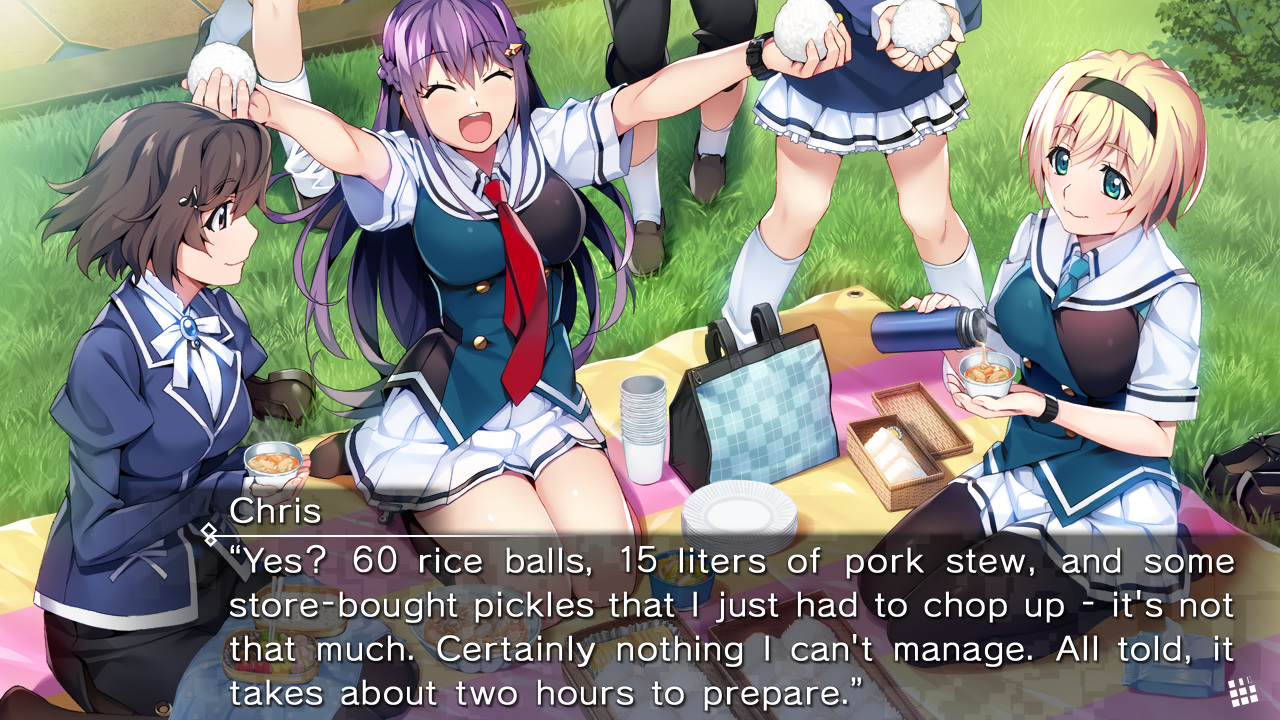 Chris
“Yes? 60 rice balls, 15 liters of pork stew, and some
store-bought pickles that I just had to chop up - it's not
that much. Certainly nothing I can't manage. All told, it
takes about two hours to prepare.”